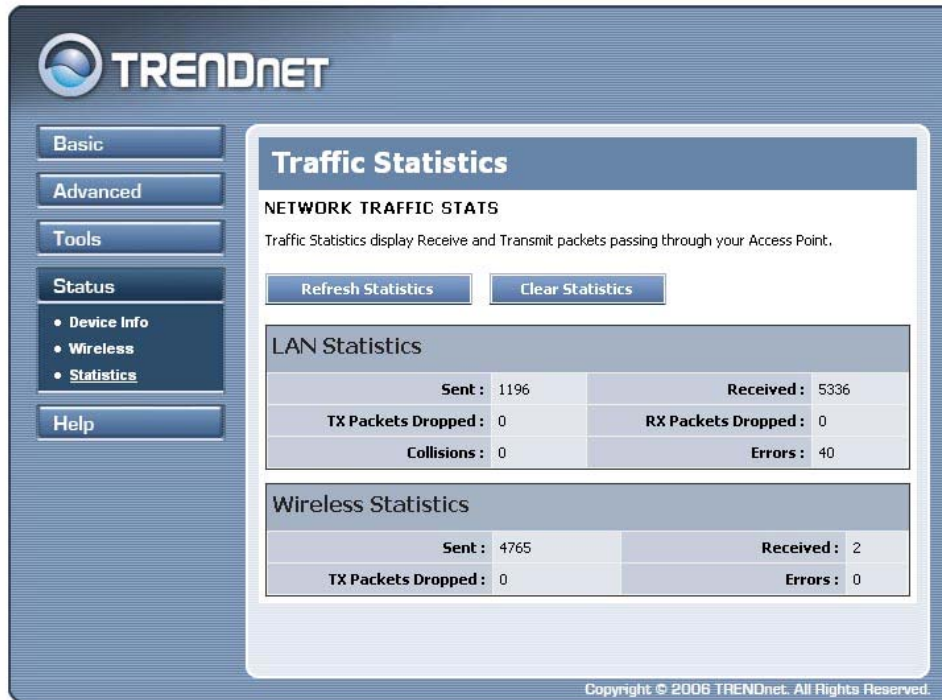 TRENDNET
Basic
Advanced
Tools
Status
• Device Info
• Wireless
• Statistics
Help
Traffic Statistics
NETWORK TRAFFIC STATS
Traffic Statistics display Receive and Transmit packets passing through your Access Point.
Refresh Statistics Clear Statistics
LAN Statistics
Sent : 1196 Received : 5336
TX Packets Dropped : 0 RX Packets Dropped : 0
Collisions : 0 Errors : 40
Wireless Statistics
Sent : 4765 Received : 2
TX Packets Dropped : 0 Errors : 0
Copyright © 2006 TRENDnet. All Rights Reserved.